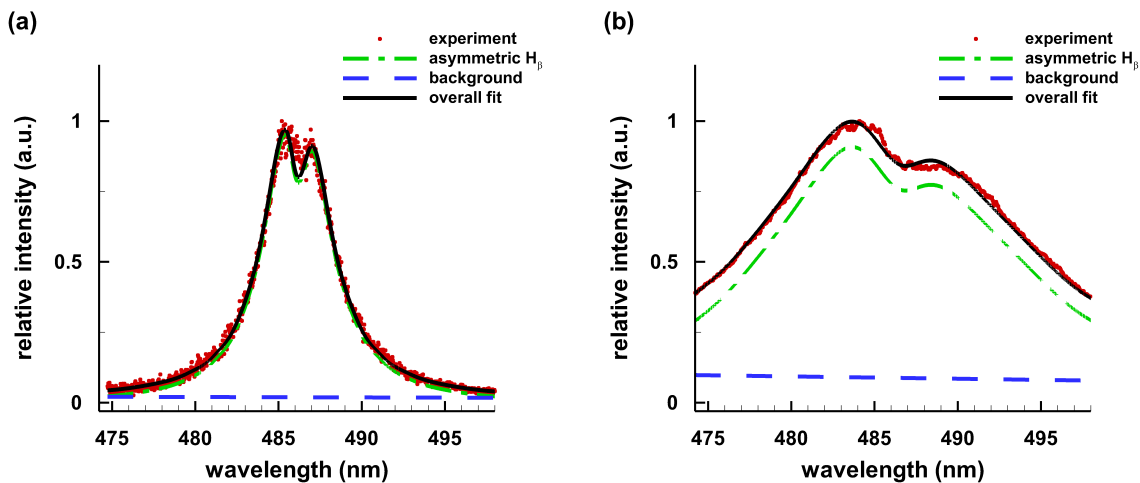 (a)
experiment
asymmetric Hβ
background
overall fit
relative intensity (a.u.)
1
0.5
0
475 480 485 490 495
wavelength (nm)
(b)
experiment
asymmetric Hβ
background
overall fit
relative intensity (a.u.)
1
0.5
0
475 480 485 490 495
wavelength (nm)